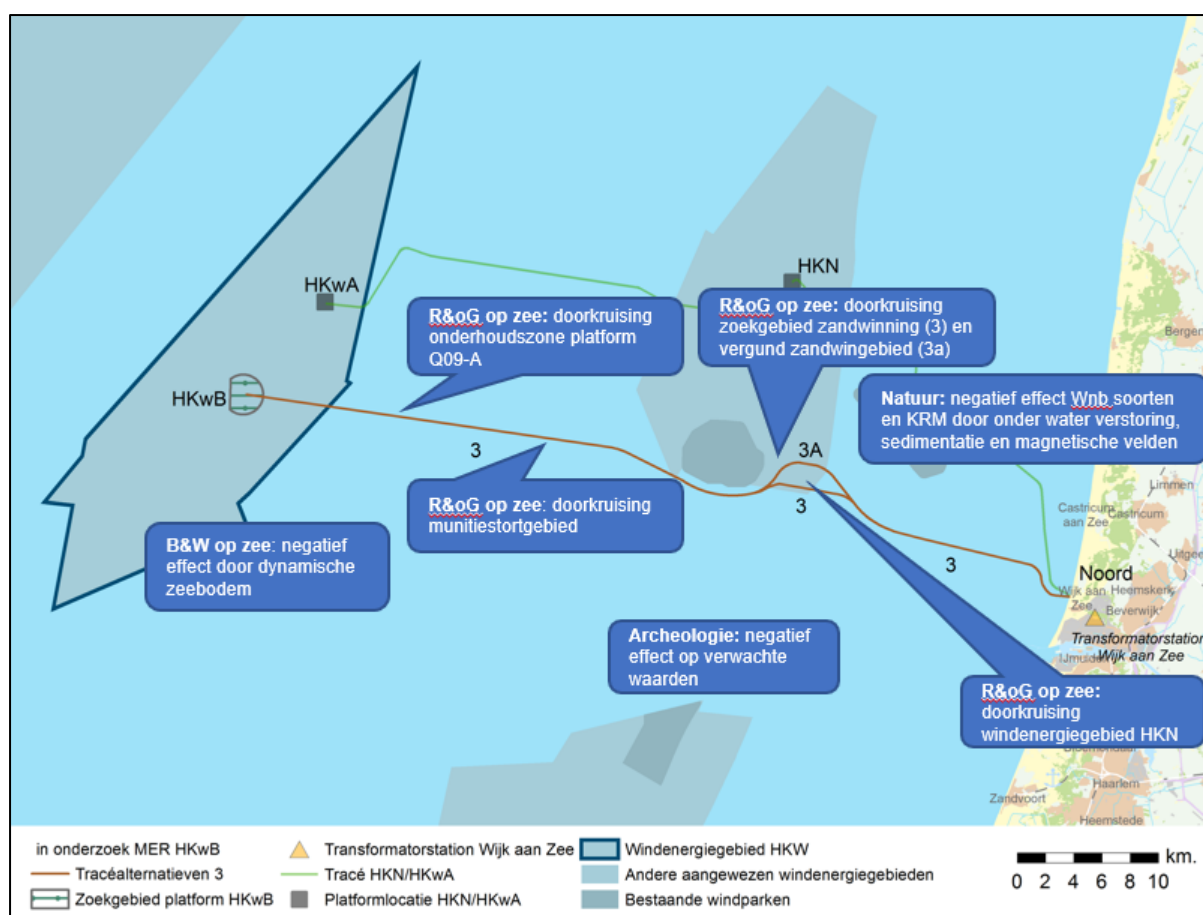 HKwA
HKN
R&oG op zee: doorkruising
onderhoudszone platform
Q09-A
R&oG op zee: doorkruising
zoekgebied zandwinning (3) en
vergund zandwingebied (3a)
Bergen
HKwB
Natuur: negatief effect Wnb soorten
en KRM door onder water verstoring,
sedimentatie en magnetische velden
3
3A
3
R&oG op zee: doorkruising
munitiestortgebied
Limmen
Castricum
aan Zee
Castricum
B&W op zee: negatief
effect door dynamische
zeebodem
3
Uitgee
Noord
Wijk aan
Zee
Heemskerk
Beverwijk
Archeologie: negatief
effect op verwachte
waarden
Transformatorstation
Wijk aan Zee
IJmuiden
R&oG op zee:
doorkruising
windenergiegebied HKN
Haarlem
Zandvoort
Heemstede
in onderzoek MER HKwB
Tracéalternatieven 3
Zoekgebied platform HKwB
Transformatorstation Wijk aan Zee
Tracé HKN/HKwA
Platformlocatie HKN/HKwA
Windenergiegebied HKW
Andere aangewezen windenergiegebieden
Bestaande windparken
km.
0 2 4 6 8 10